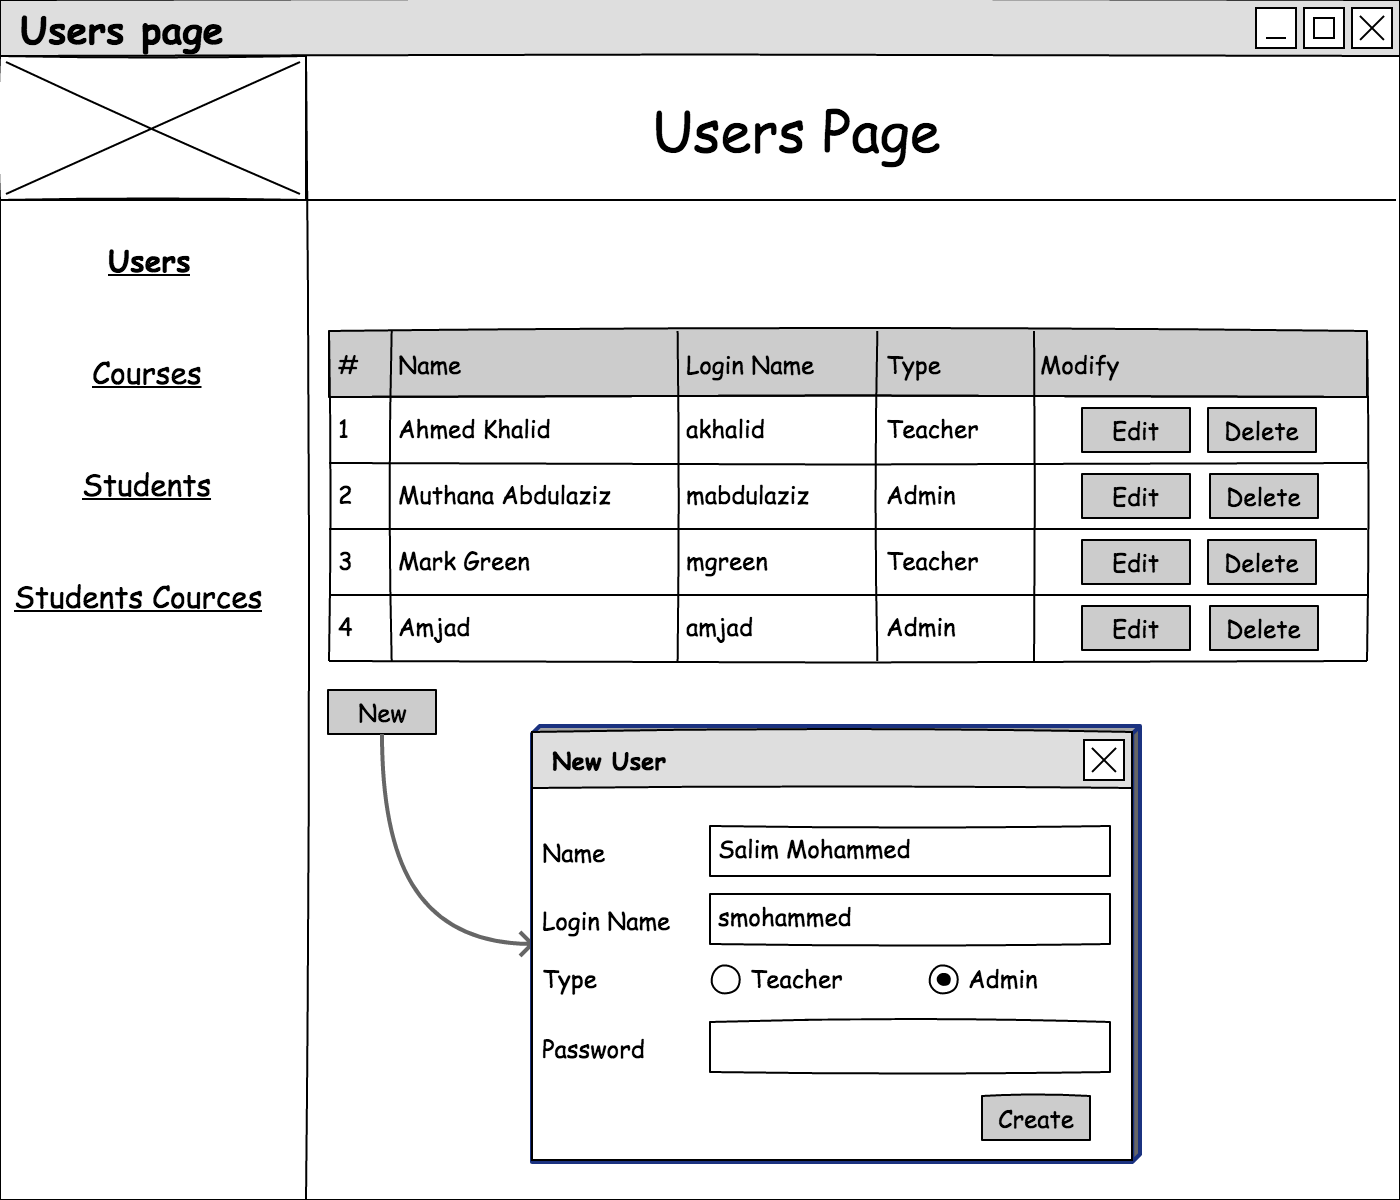 Users page
Users Page
Users
Courses
Students
Students Cources
# Name Login Name Type Modify
1 Ahmed Khalid akhalid Teacher Edit Delete
2 Muthana Abdulaziz mabdulaziz Admin Edit Delete
3 Mark Green mgreen Teacher Edit Delete
4 Amjad amjad Admin Edit Delete
New
New User
Name Salim Mohammed
Login Name smohammed
Type Teacher Admin
Password
Create